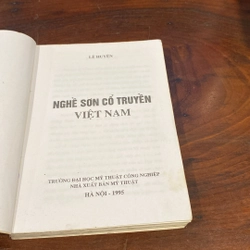 LÊ HUYÊN
NGHỀ SƠN CỔ TRUYỀN
VIỆT NAM
TRƯỜNG ĐẠI HỌC MỸ THUẬT CÔNG NGHIỆP
NHÀ XUẤT BẢN MỸ THUẬT
HÀ NỘI - 1995